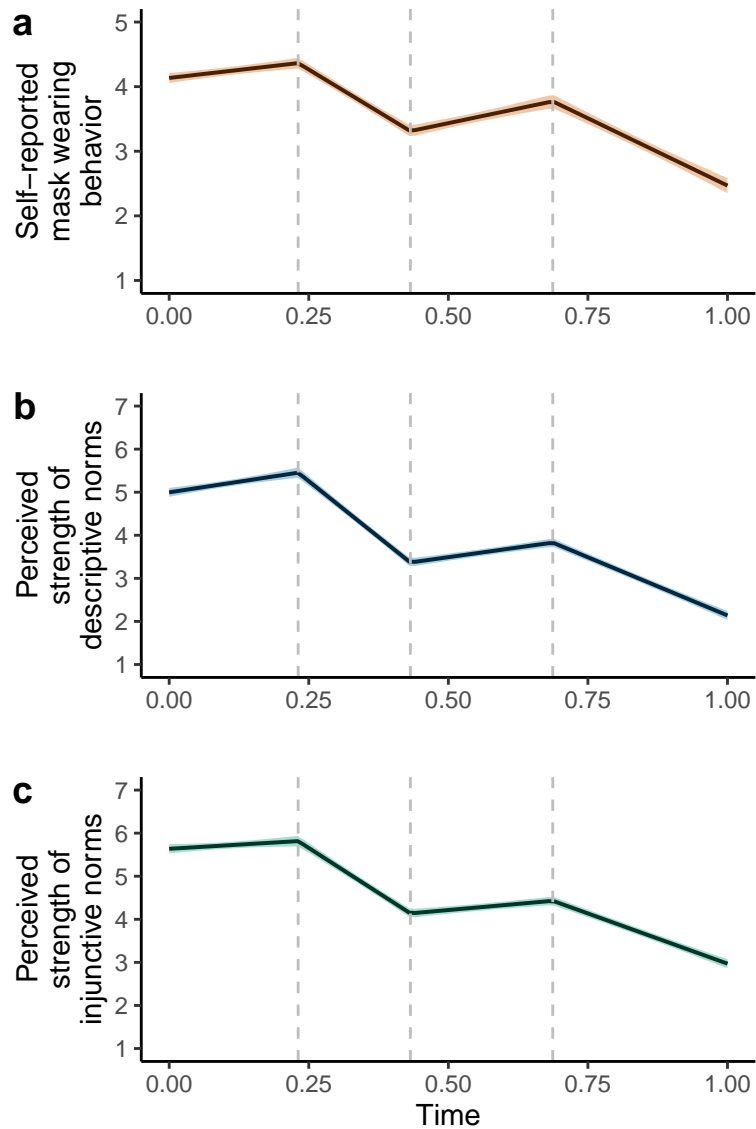 a
Self−reported
mask wearing
behavior
5
4
3
2
1
0.00 0.25 0.50 0.75 1.00
b
Perceived
strength of
descriptive norms
7
6
5
4
3
2
1
0.00 0.25 0.50 0.75 1.00
c
Perceived
strength of
injunctive norms
7
6
5
4
3
2
1
0.00 0.25 0.50 0.75 1.00
Time